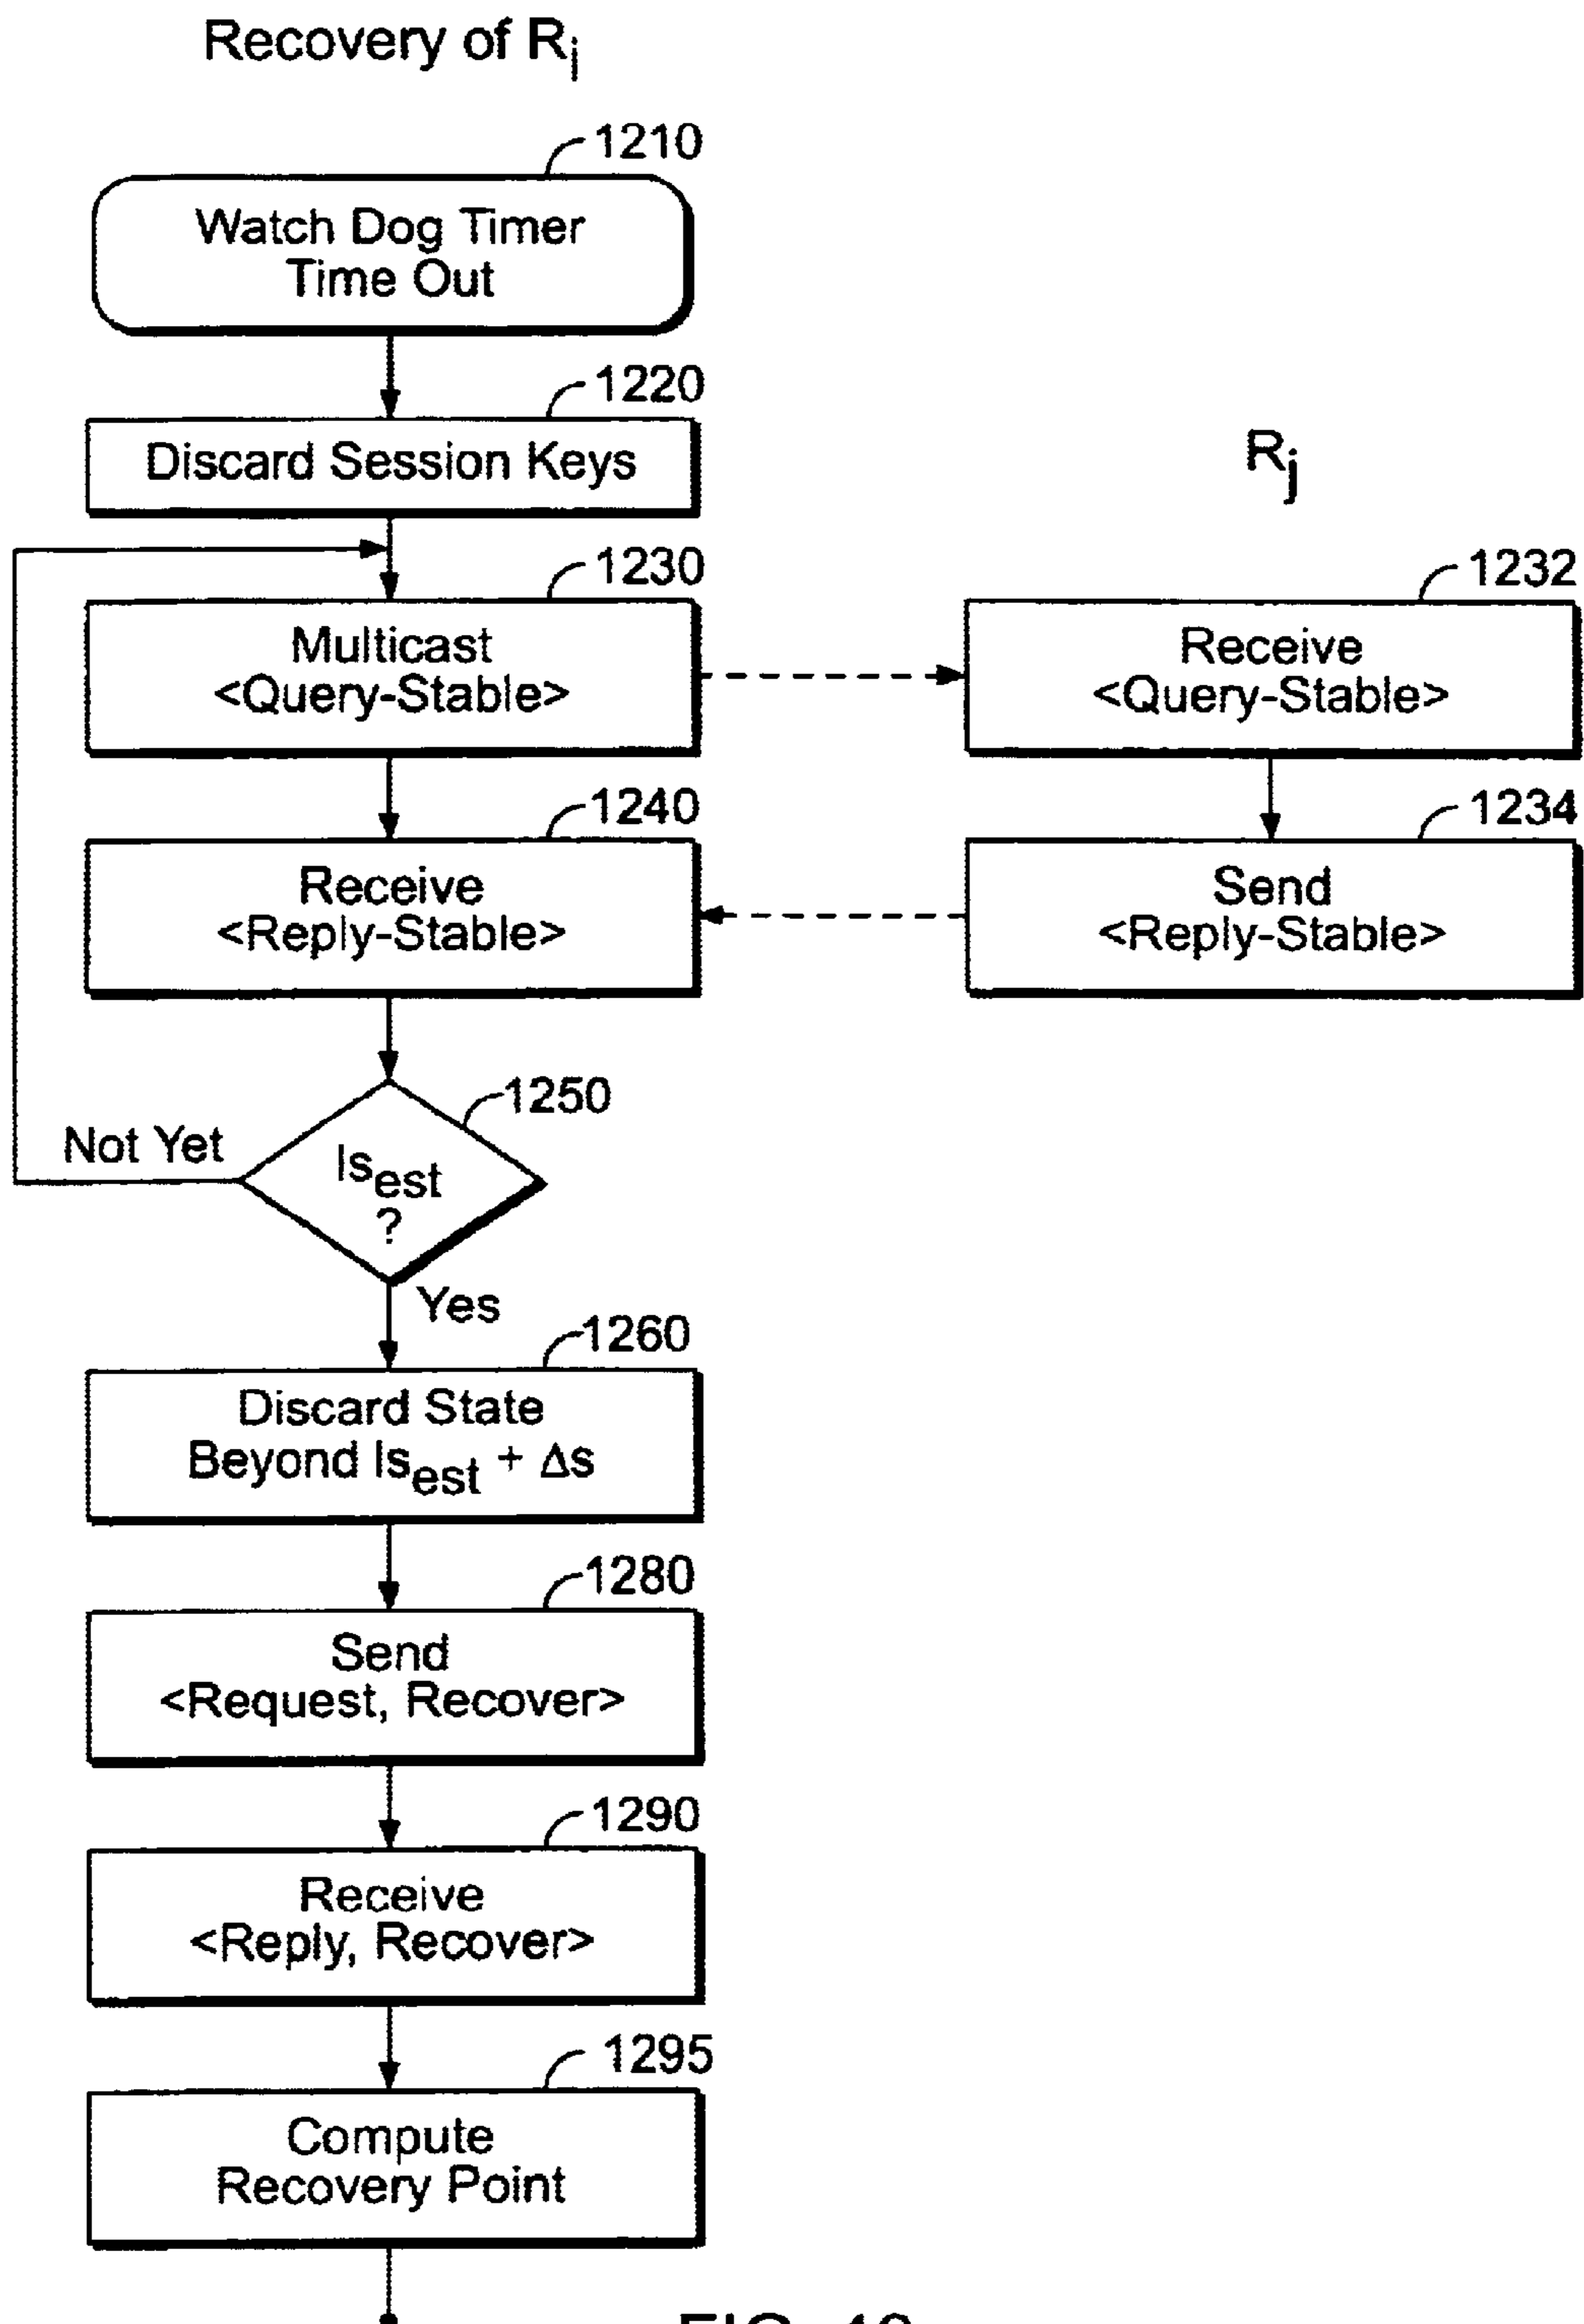 Recovery of Ri
1210
Watch Dog Timer
Time Out
1220
Discard Session Keys
Rj
1230
Multicast
<Query-Stable>
1232
Receive
<Query-Stable>
1240
Receive
<Reply-Stable>
1234
Send
<Reply-Stable>
1250
Not Yet
lsest
?
Yes
1260
Discard State
Beyond lsest + Δs
1280
Send
<Request, Recover>
1290
Receive
<Reply, Recover>
1295
Compute
Recovery Point